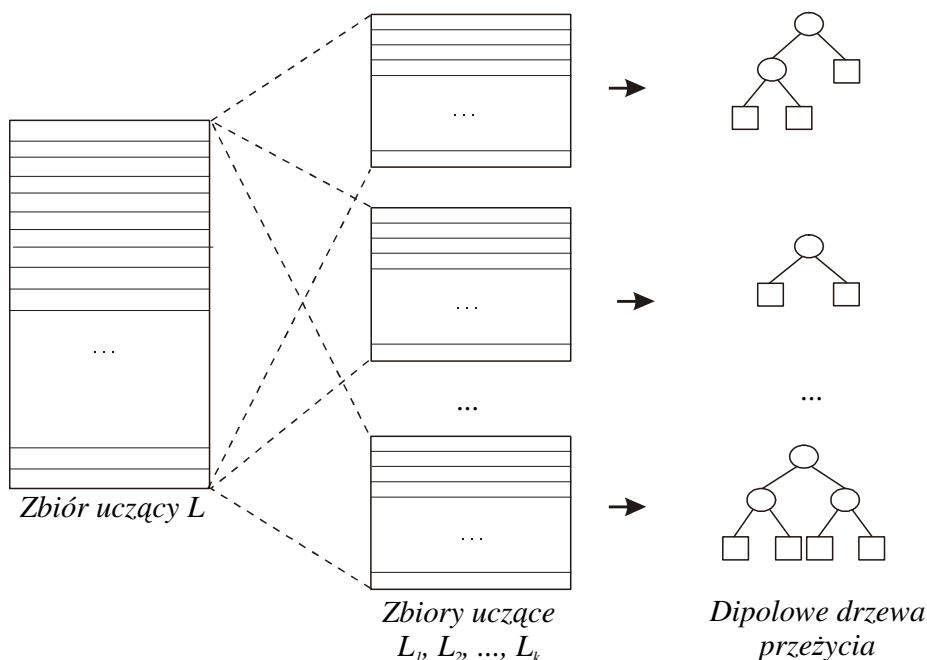 . . .
. . .
. . .
...
...
. . .
Zbiór uczący L
Zbiory uczące
L₁, L₂, ..., Lₖ
Dipolowe drzewa
przeżycia